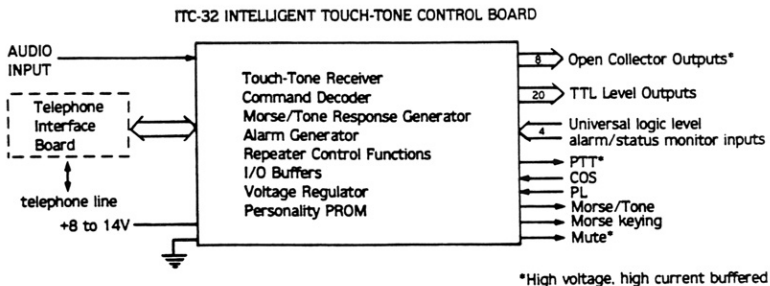 ITC-32 INTELLIGENT TOUCH-TONE CONTROL BOARD
AUDIO
INPUT
Telephone
Interface
Board
telephone line
+8 to 14V
Touch-Tone Receiver
Command Decoder
Morse/Tone Response Generator
Alarm Generator
Repeater Control Functions
I/O Buffers
Voltage Regulator
Personality PROM
8 Open Collector Outputs*
20 TTL Level Outputs
4 Universal logic level
alarm/status monitor inputs
PTT*
COS
PL
Morse/Tone
Morse keying
Mute*
*High voltage, high current buffered